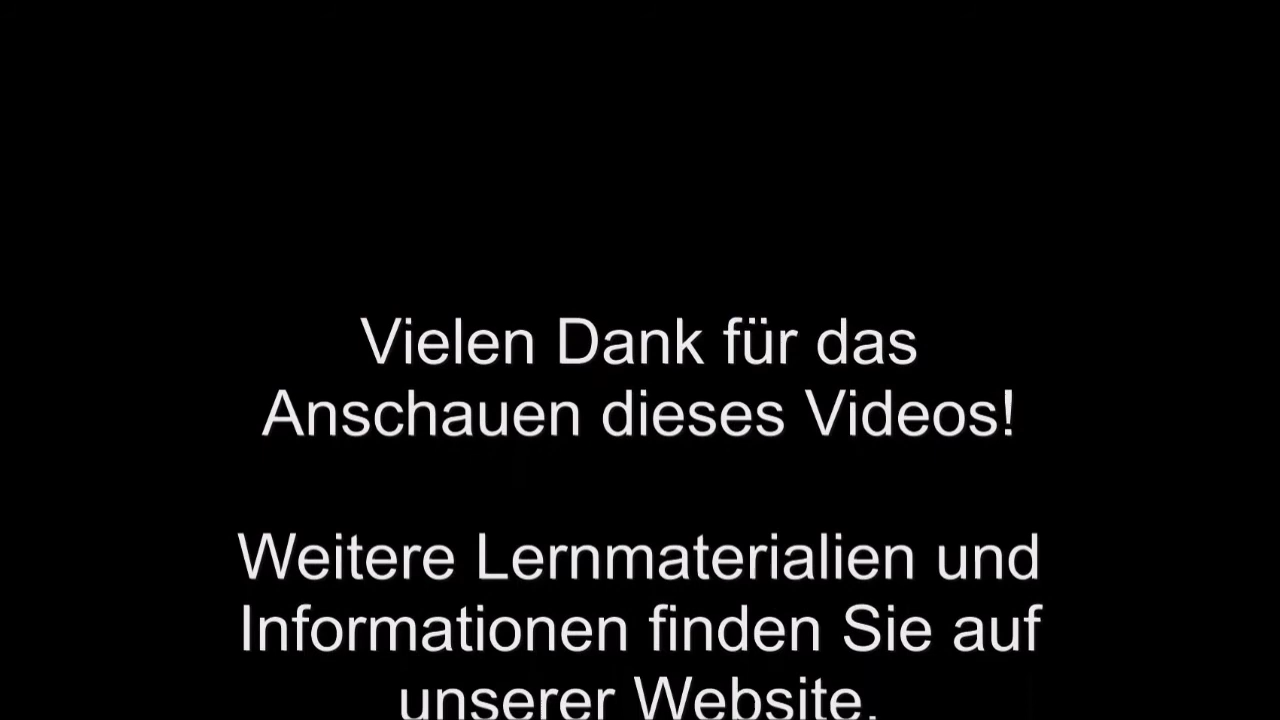 Vielen Dank für das
Anschauen dieses Videos!
Weitere Lernmaterialien und
Informationen finden Sie auf
unserer Website.